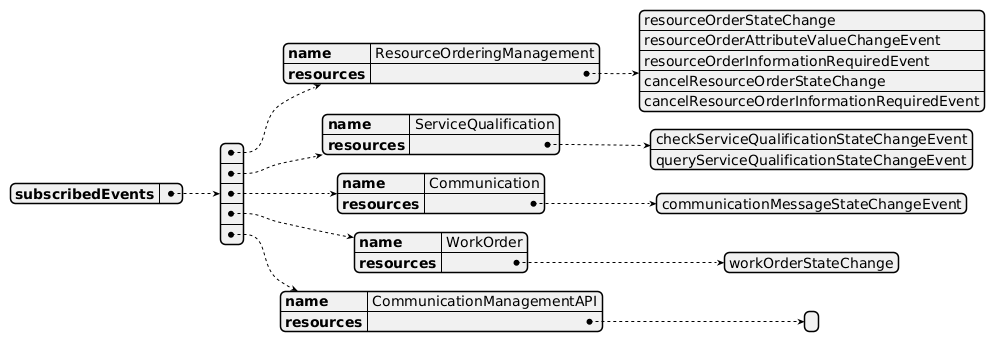 subscribedEvents
name ResourceOrderingManagement
resources
resourceOrderStateChange
resourceOrderAttributeValueChangeEvent
resourceOrderInformationRequiredEvent
cancelResourceOrderStateChange
cancelResourceOrderInformationRequiredEvent
name ServiceQualification
resources
checkServiceQualificationStateChangeEvent
queryServiceQualificationStateChangeEvent
name Communication
resources
communicationMessageStateChangeEvent
name WorkOrder
resources
workOrderStateChange
name CommunicationManagementAPI
resources